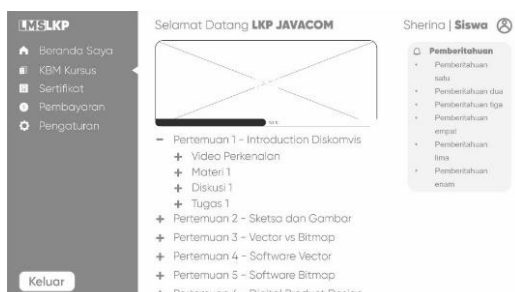 LMSLKP
Beranda Saya
KBM Kursus
Sertifikat
Pembayaran
Pengaturan
Keluar
Selamat Datang LKP JAVACOM
Pertemuan 1 - Introduction Diskomvis
Video Perkenalan
Materi 1
Diskusi 1
Tugas 1
Pertemuan 2 - Sketsa dan Gambar
Pertemuan 3 - Vector vs Bitmap
Pertemuan 4 - Software Vector
Pertemuan 5 - Software Bitmap
Sherina | Siswa
Pemberitahuan
Pemberitahuan
satu
Pemberitahuan dua
Pemberitahuan tiga
Pemberitahuan
empat
Pemberitahuan
lima
Pemberitahuan
enam